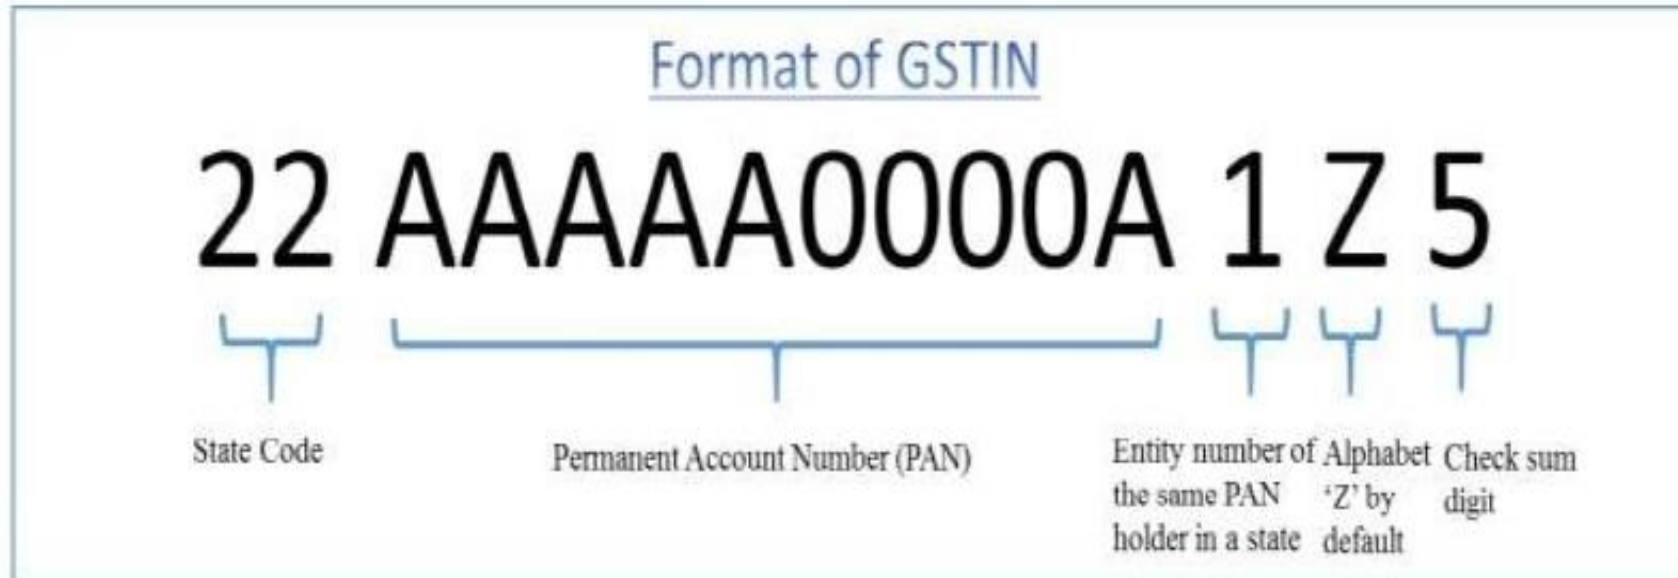 Format of GSTIN
22 AAAAA0000A 1 Z 5
State Code
Permanent Account Number (PAN)
Entity number of
the same PAN
holder in a state
Alphabet
‘Z’ by
default
Check sum
digit